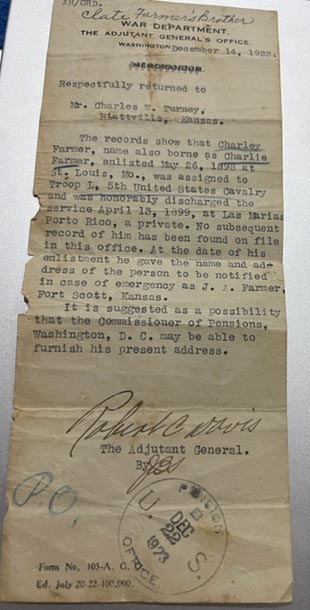 AH/GRD.
Clate Farmer's Brother
WAR DEPARTMENT,
THE ADJUTANT GENERAL'S OFFICE,
WASHINGTON December 14, 1923.
MEMORANDUM.
Respectfully returned to
Mr. Charles W. Turney,
Hiattville, Kansas.
The records show that Charley
Farmer, name also borne as Charlie
Farmer, enlisted May 26, 1898 at
St. Louis, Mo., was assigned to
Troop L, 5th United States Cavalry
and was honorably discharged the
service April 13, 1899, at Las Marias
Porto Rico, a private. No subsequent
record of him has been found on file
in this office. At the date of his
enlistment he gave the name and ad-
dress of the person to be notified
in case of emergency as J. A. Farmer,
Fort Scott, Kansas.
It is suggested as a possibility
that the Commissioner of Pensions,
Washington, D. C. may be able to
furnish his present address.
Robert C Davis
The Adjutant General.
By
P.O.
U. S. PENSION OFFICE
DEC
22
1923
Form No. 105-A. G. O.
Ed. July 20-22-100,000.